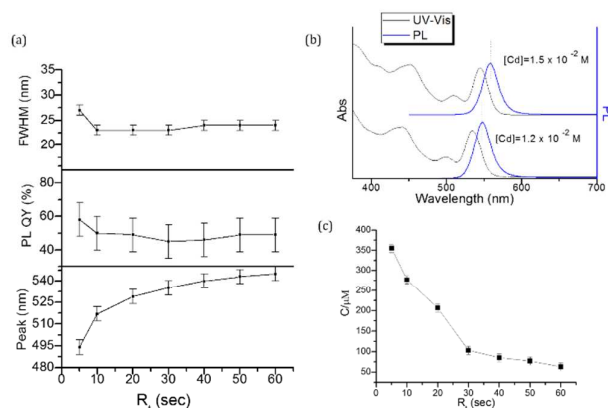 (a)
35
30
25
20
FWHM (nm)
80
60
40
PL QY (%)
540
525
510
495
480
Peak (nm)
0 10 20 30 40 50 60
Rt (sec)
(b)
UV-Vis
PL
[Cd]=1.5 x 10 -2 M
[Cd]=1.2 x 10 -2 M
Abs
PL
400 500 600 700
Wavelength (nm)
(c)
400
350
300
250
200
150
100
50
C/μM
0 10 20 30 40 50 60
Rt (sec)